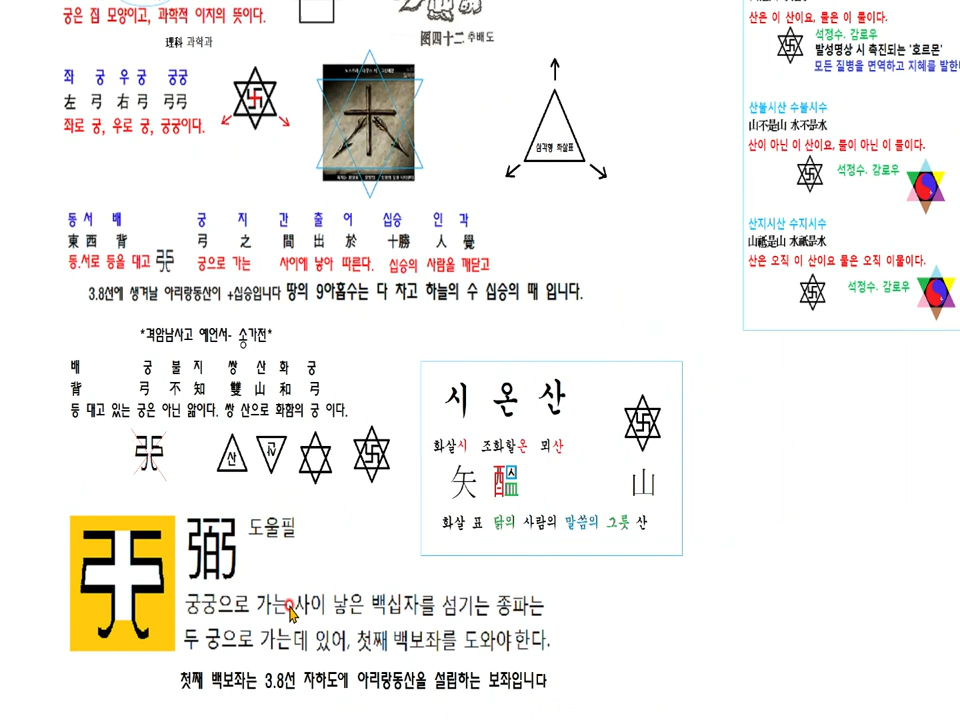 궁은 집 모양이고, 과학적 이치의 뜻이다.
理科 과학과
圖四十二 추배도
좌 궁 우 궁 궁궁
左 弓 右 弓 弓弓
좌로 궁, 우로 궁, 궁궁이다.
삼각형 화살표
동 서 배 궁 지 간 출 어 십승 인 각
東 西 背 弓 之 間 出 於 十勝 人 覺
동.서로 등을 대고 궁으로 가는 사이에 낳아 따른다. 십승의 사람을 깨닫고
3.8선에 생겨날 아리랑동산이 +십승입니다 땅의 9아홉수는 다 차고 하늘의 수 십승의 때 입니다.
*격암남사고 예언서- 송가전*
배 궁 불 지 쌍 산 화 궁
背 弓 不 知 雙 山 和 弓
등 대고 있는 궁은 아닌 앎이다. 쌍 산으로 화합의 궁 이다.
산
시 온 산
화살시 조화할온 뫼산
矢 醞 山
화살 표 닭의 사람의 말씀의 그릇 산
弼 도울필
궁궁으로 가는 사이 낳은 백십자를 섬기는 종파는
두 궁으로 가는데 있어, 첫째 백보좌를 도와야한다.
첫째 백보좌는 3.8선 자하도에 아리랑동산을 설립하는 보좌입니다
산은 이 산이요, 물은 이 물이다.
석정수. 감로우
발성명상 시 촉진되는 '호르몬'
모든 질병을 면역하고 지혜를 발한
산불시산 수불시수
山不是山 水不是水
산이 아닌 이 산이요, 물이 아닌 이 물이다.
석정수. 감로우
산지시산 수지시수
山祗是山 水祗是水
산은 오직 이 산이요 물은 오직 이물이다.
석정수. 감로우